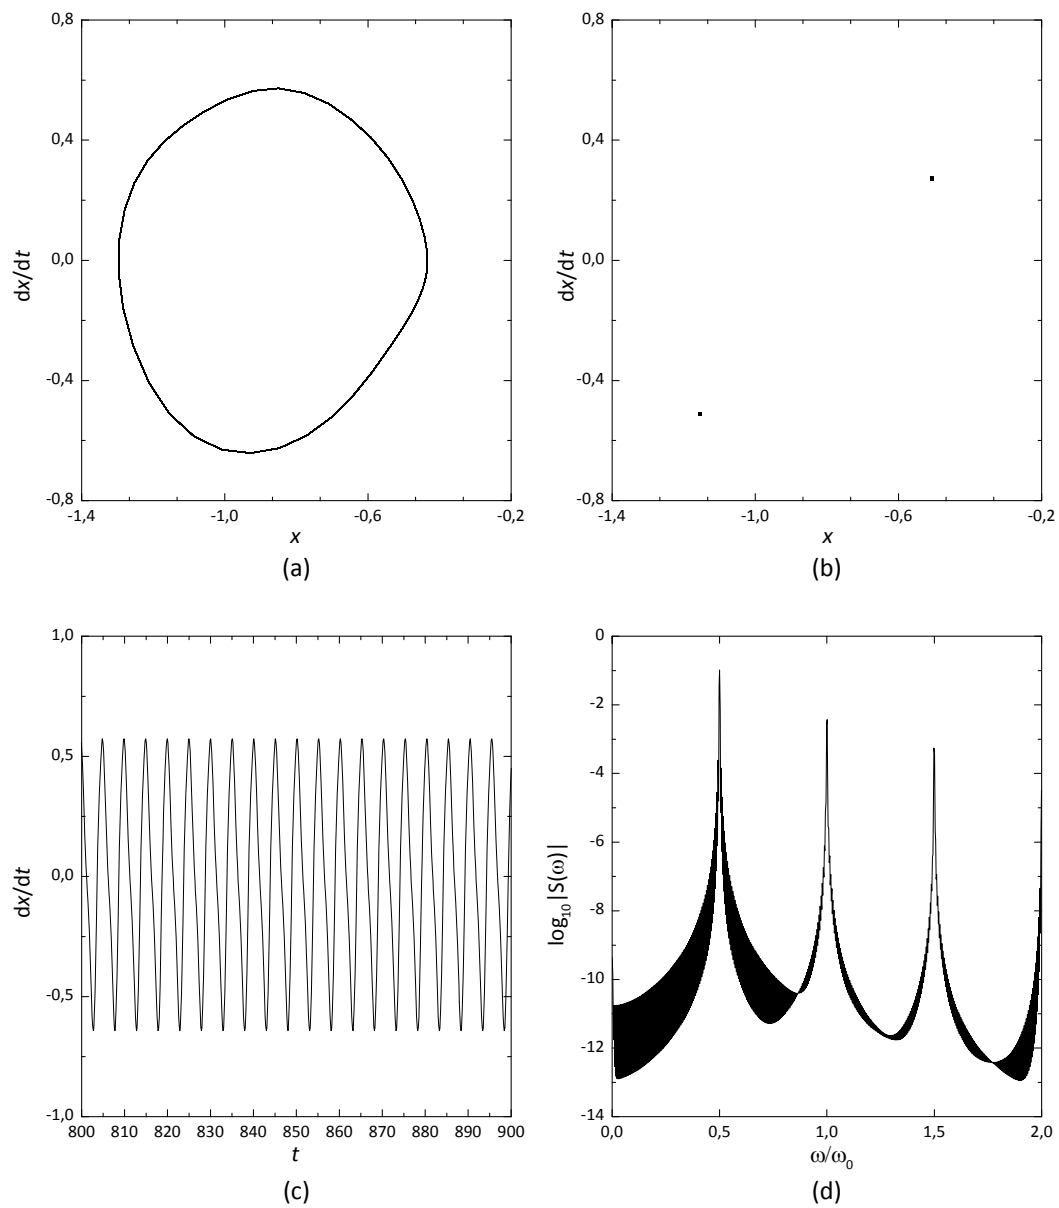 0,8
0,4
0,0
-0,4
-0,8
dx/dt
-1,4
-1,0
-0,6
-0,2
x
(a)
0,8
0,4
0,0
-0,4
-0,8
dx/dt
-1,4
-1,0
-0,6
-0,2
x
(b)
1,0
0,5
0,0
-0,5
-1,0
dx/dt
800 810 820 830 840 850 860 870 880 890 900
t
(c)
0
-2
-4
-6
-8
-10
-12
-14
log₁₀|S(ω)|
0,0
0,5
1,0
1,5
2,0
ω/ω₀
(d)